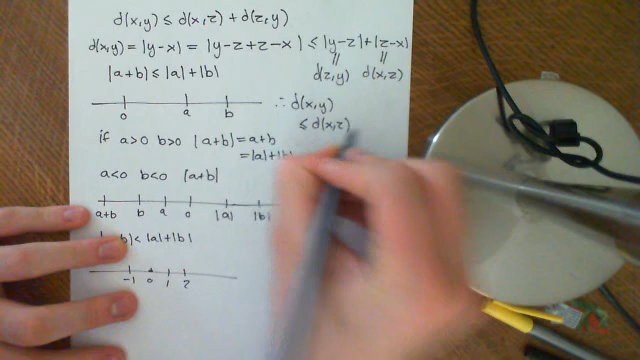 d(x,y) ≤ d(x,z) + d(z,y)
d(x,y) = |y-x| = |y-z+z-x| ≤ |y-z|+|z-x|
|a+b| ≤ |a|+|b|
d(z,y) d(x,z)
0 a b
∴ d(x,y)
≤ d(x,z)
if a>0 b>0 |a+b| = a+b
= |a|+|b|
a<0 b<0 |a+b|
a+b b a 0 |a| |b|
b| < |a|+|b|
-1 0 1 2